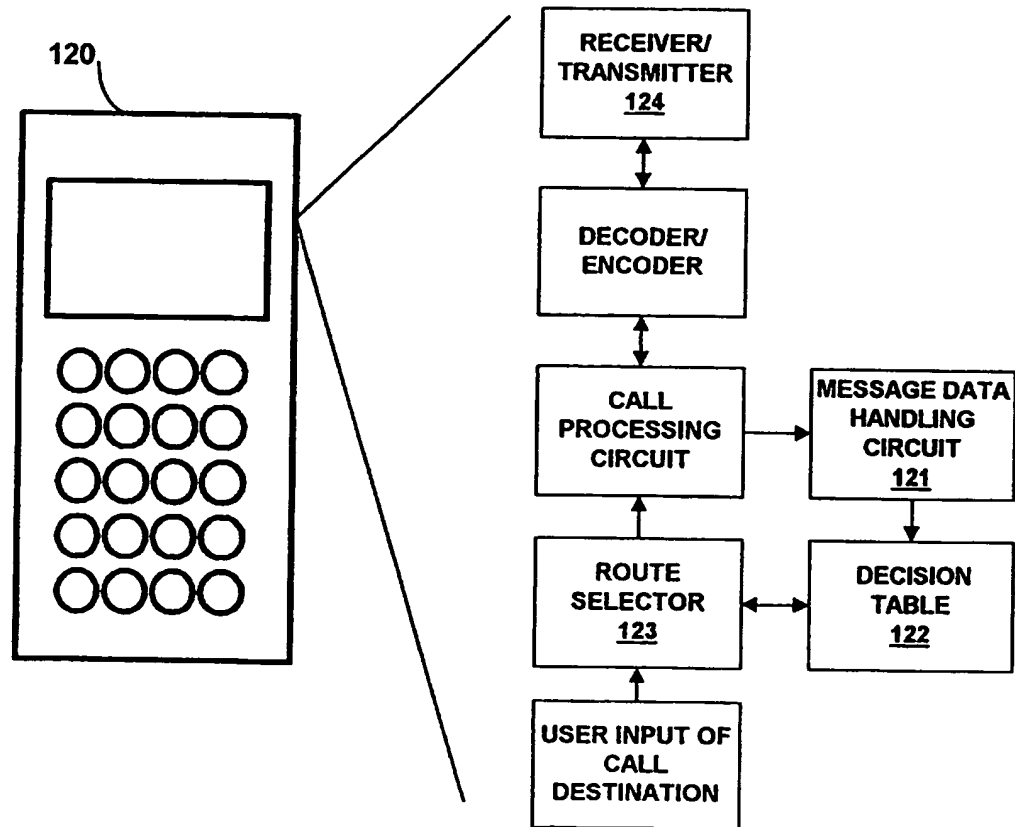 120
RECEIVER/
TRANSMITTER
124
DECODER/
ENCODER
CALL
PROCESSING
CIRCUIT
MESSAGE DATA
HANDLING
CIRCUIT
121
ROUTE
SELECTOR
123
DECISION
TABLE
122
USER INPUT OF
CALL
DESTINATION